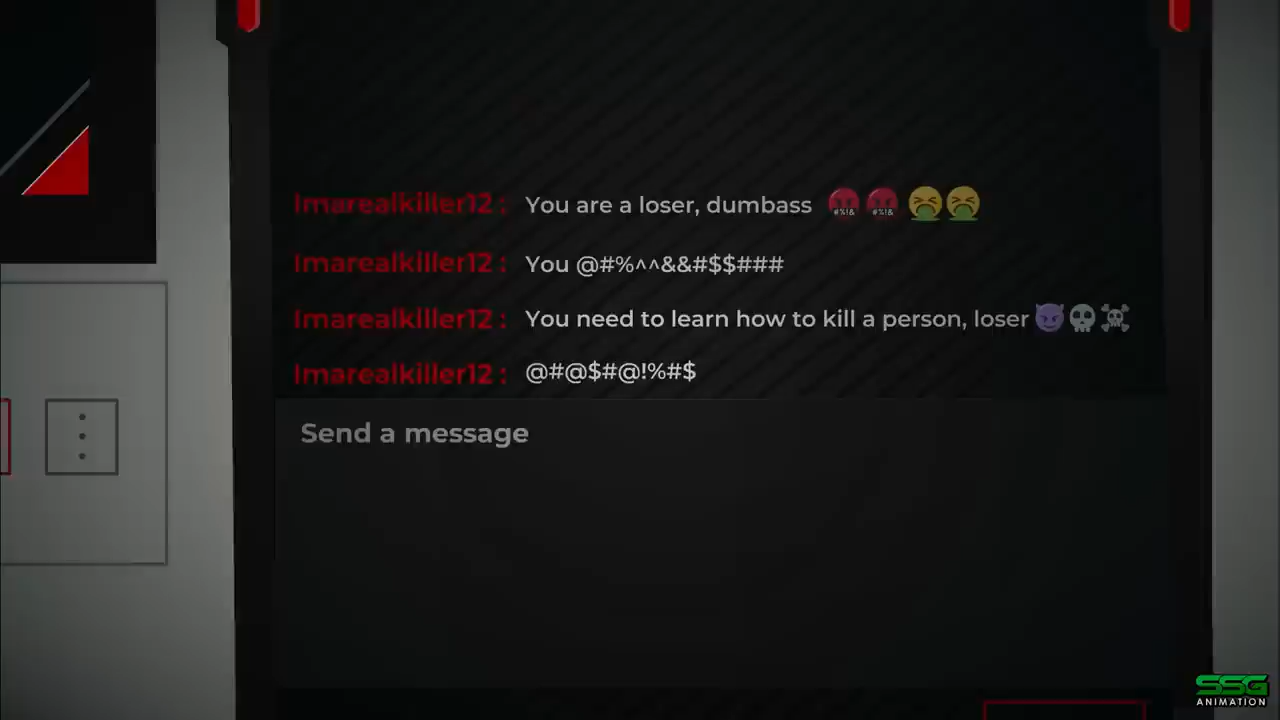 Imarealkiller12 : You are a loser, dumbass 🤬🤬🤮🤮
Imarealkiller12 : You @#%^^&&#$$###
Imarealkiller12 : You need to learn how to kill a person, loser 😈💀☠️
Imarealkiller12 : @#@$#@!%#$
Send a message
SSG
ANIMATION